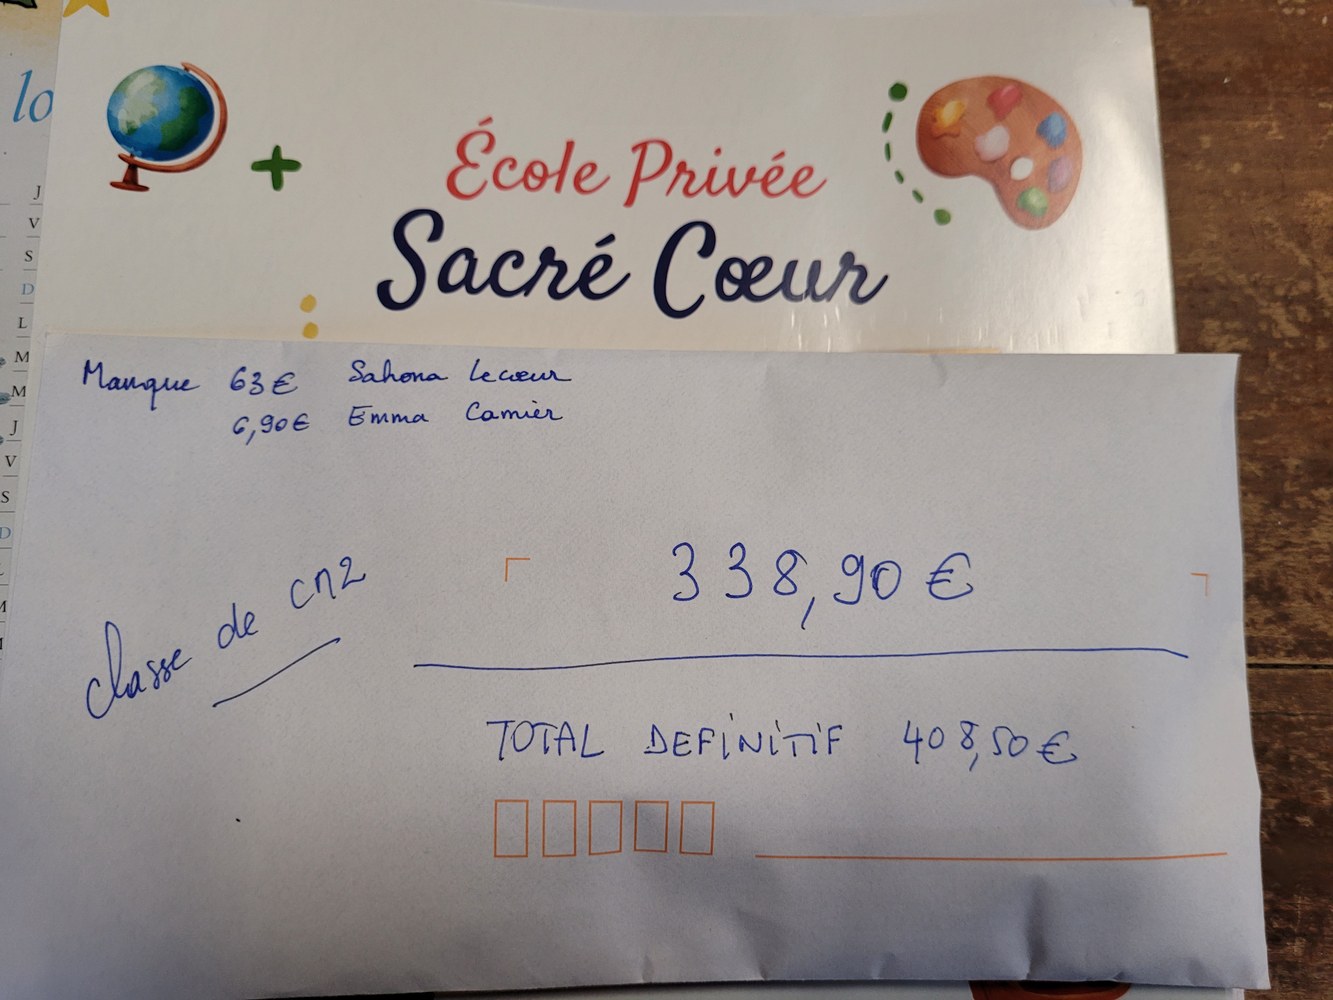 lo
École Privée
Sacré Cœur
J
V
S
D
L
M
M
J
V
S
D
Manque 63€ Sahona Lecœur
6,90€ Emma Camier
338,90 €
Classe de CM2
TOTAL DEFINITIF 408,50 €